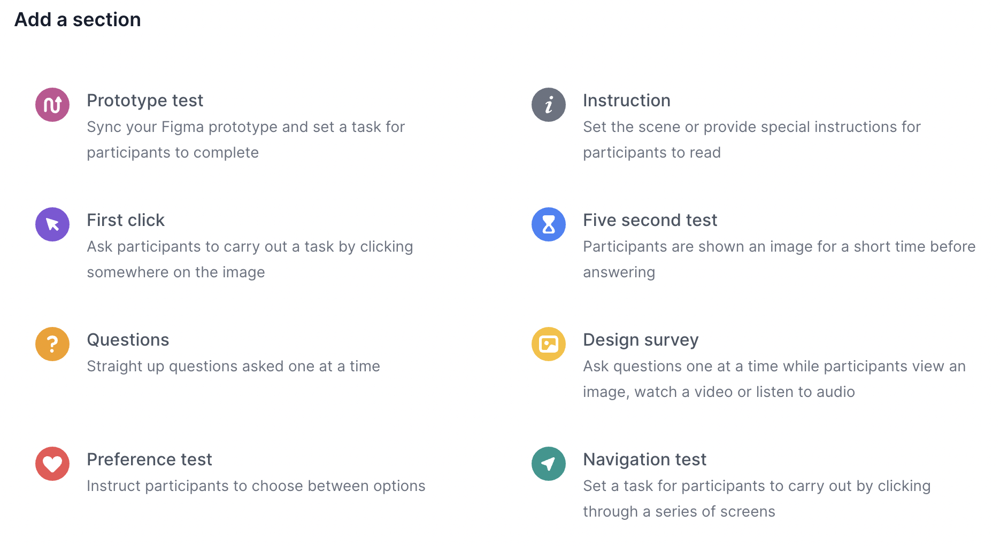 Add a section
Prototype test
Sync your Figma prototype and set a task for
participants to complete
Instruction
Set the scene or provide special instructions for
participants to read
First click
Ask participants to carry out a task by clicking
somewhere on the image
Five second test
Participants are shown an image for a short time before
answering
Questions
Straight up questions asked one at a time
Design survey
Ask questions one at a time while participants view an
image, watch a video or listen to audio
Preference test
Instruct participants to choose between options
Navigation test
Set a task for participants to carry out by clicking
through a series of screens